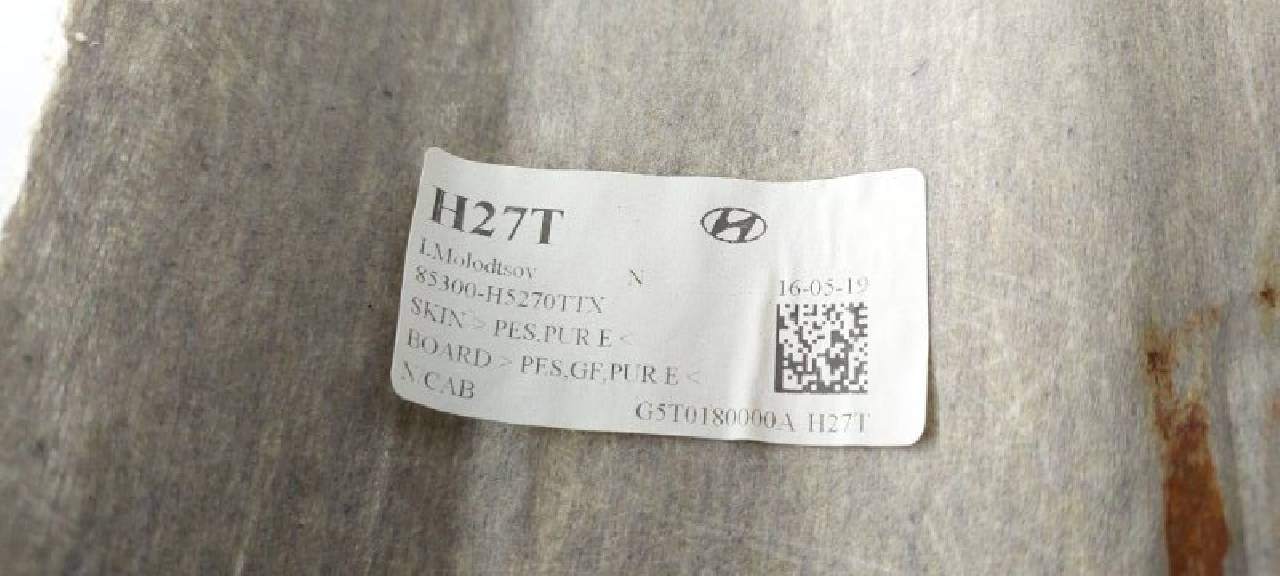 H27T
I.Molodtsov N
85300-H5270TTX
16-05-19
SKIN > PES,PUR E <
BOARD > PES,GF,PUR E <
N.CAB
G5T0180000A H27T